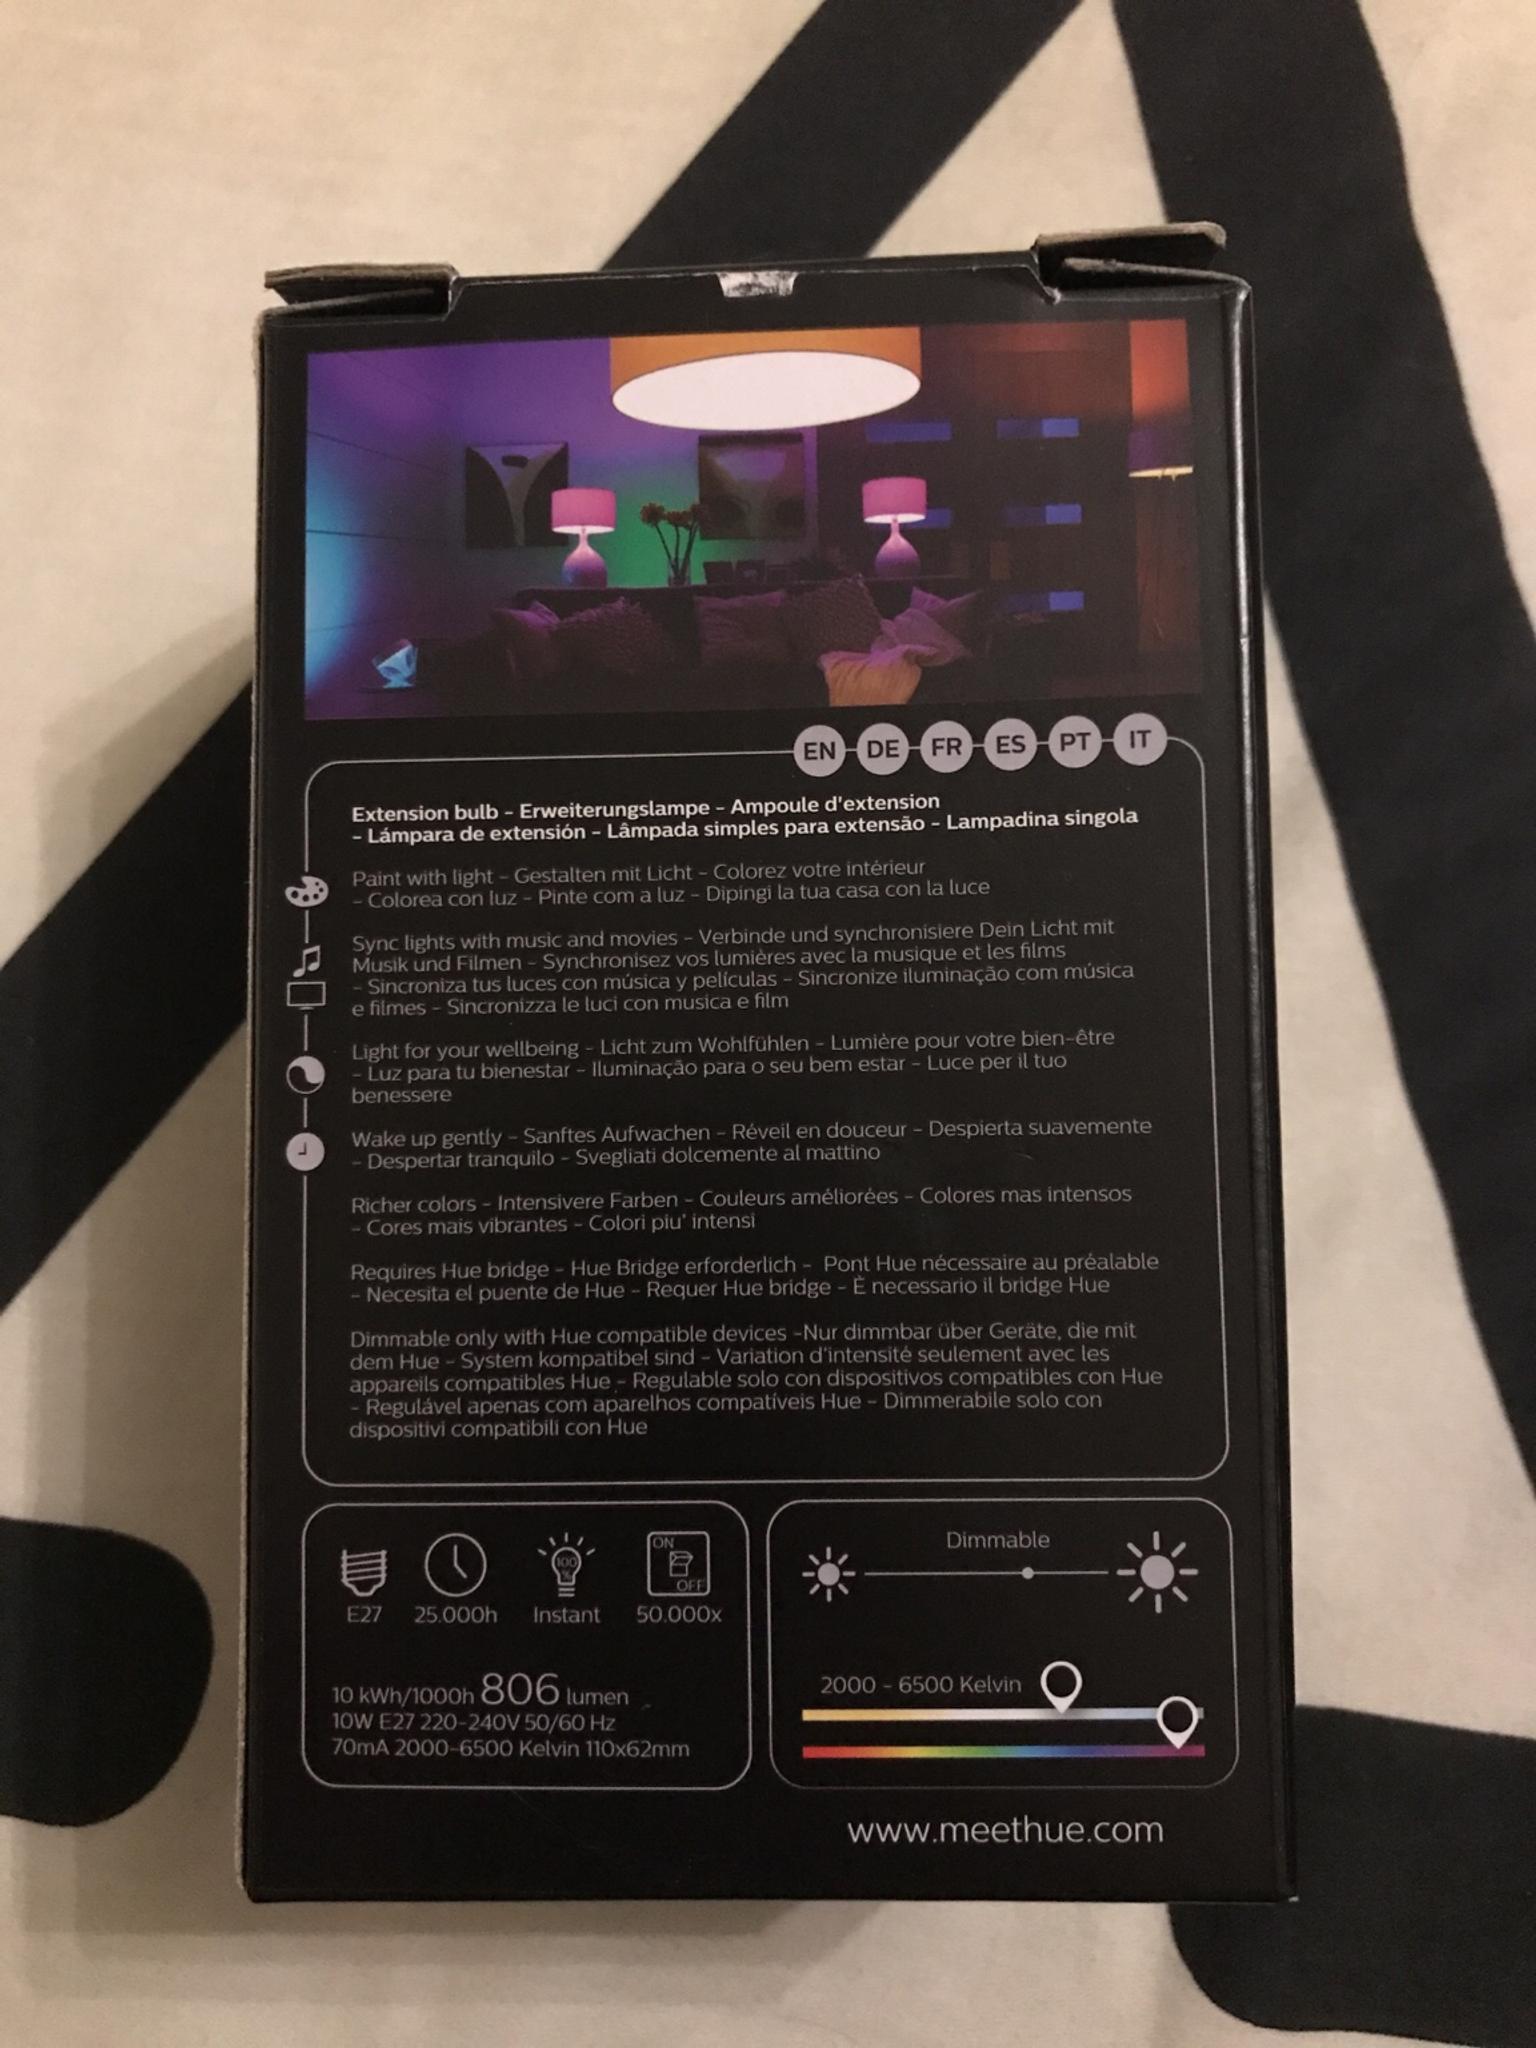 EN DE FR ES PT IT
Extension bulb - Erweiterungslampe - Ampoule d'extension
- Lámpara de extensión - Lâmpada simples para extensão - Lampadina singola
Paint with light - Gestalten mit Licht - Colorez votre intérieur
- Colorea con luz - Pinte com a luz - Dipingi la tua casa con la luce
Sync lights with music and movies - Verbinde und synchronisiere Dein Licht mit
Musik und Filmen - Synchronisez vos lumières avec la musique et les films
- Sincroniza tus luces con música y películas - Sincronize iluminação com música
e filmes - Sincronizza le luci con musica e film
Light for your wellbeing - Licht zum Wohlfühlen - Lumière pour votre bien-être
- Luz para tu bienestar - Iluminação para o seu bem estar - Luce per il tuo
benessere
Wake up gently - Sanftes Aufwachen - Réveil en douceur - Despierta suavemente
- Despertar tranquilo - Svegliati dolcemente al mattino
Richer colors - Intensivere Farben - Couleurs améliorées - Colores mas intensos
- Cores mais vibrantes - Colori piu' intensi
Requires Hue bridge - Hue Bridge erforderlich - Pont Hue nécessaire au préalable
- Necesita el puente de Hue - Requer Hue bridge - È necessario il bridge Hue
Dimmable only with Hue compatible devices -Nur dimmbar über Geräte, die mit
dem Hue - System kompatibel sind - Variation d'intensité seulement avec les
appareils compatibles Hue - Regulable solo con dispositivos compatibles con Hue
- Regulável apenas com aparelhos compatíveis Hue - Dimmerabile solo con
dispositivi compatibili con Hue
100 %
ON
OFF
E27 25.000h Instant 50.000x
10 kWh/1000h 806 lumen
10W E27 220-240V 50/60 Hz
70mA 2000-6500 Kelvin 110x62mm
Dimmable
2000 - 6500 Kelvin
www.meethue.com